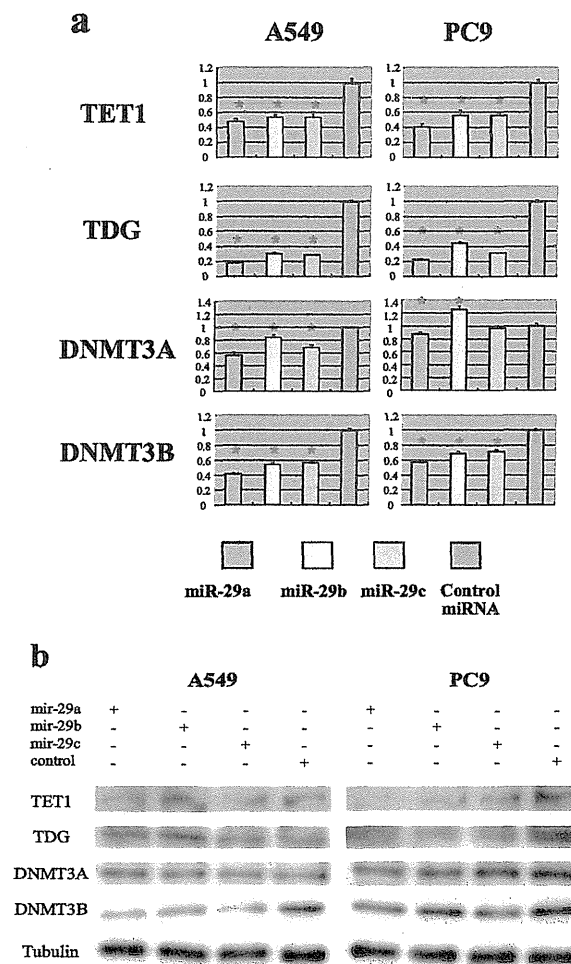 a
A549 PC9
TET1
1.2 1 0.8 0.6 0.4 0.2 0
1.2 1 0.8 0.6 0.4 0.2 0
* * *
* * *
TDG
1.2 1 0.8 0.6 0.4 0.2 0
1.2 1 0.8 0.6 0.4 0.2 0
* * *
* * *
DNMT3A
1.2 1 0.8 0.6 0.4 0.2 0
1.4 1.2 1 0.8 0.6 0.4 0.2 0
* * *
* *
DNMT3B
1.2 1 0.8 0.6 0.4 0.2 0
1.2 1 0.8 0.6 0.4 0.2 0
* * *
* * *
miR-29a miR-29b miR-29c Control
miRNA
b
A549 PC9
mir-29a + - - - + - - -
mir-29b - + - - - + - -
mir-29c - - + - - - + -
control - - - + - - - +
TET1
TDG
DNMT3A
DNMT3B
Tubulin